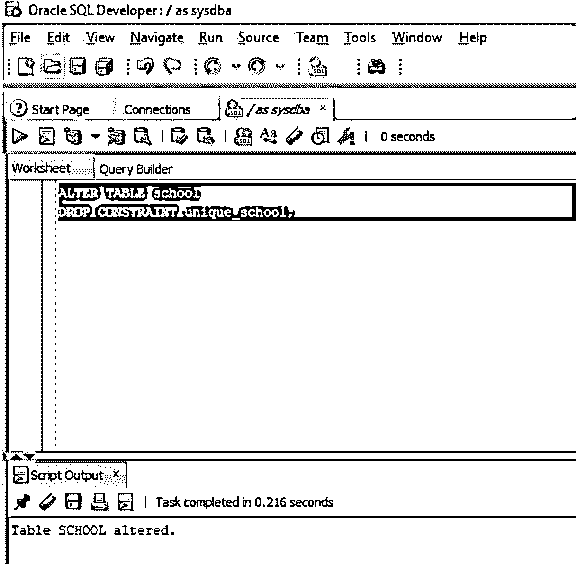 Oracle SQL Developer : / as sysdba
File Edit View Navigate Run Source Team Tools Window Help
Start Page Connections / as sysdba
0 seconds
Worksheet Query Builder
ALTER TABLE school
DROP CONSTRAINT unique_school;
Script Output
Task completed in 0.216 seconds
Table SCHOOL altered.